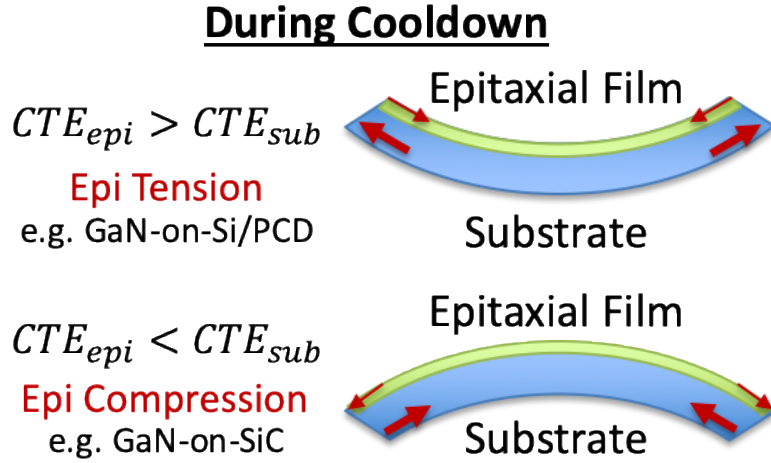 During Cooldown
Epitaxial Film
CTE_epi > CTE_sub
Epi Tension
e.g. GaN-on-Si/PCD
Substrate
Epitaxial Film
CTE_epi < CTE_sub
Epi Compression
e.g. GaN-on-SiC
Substrate